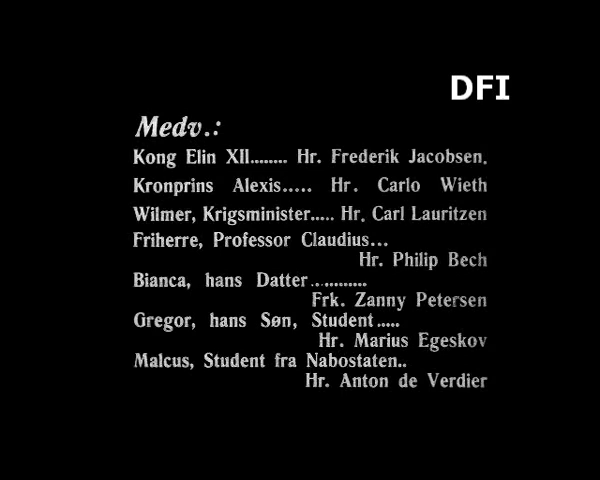 DFI
Medv.:
Kong Elin XII........ Hr. Frederik Jacobsen.
Kronprins Alexis..... Hr. Carlo Wieth
Wilmer, Krigsminister..... Hr. Carl Lauritzen
Friherre, Professor Claudius...
Hr. Philip Bech
Bianca, hans Datter............
Frk. Zanny Petersen
Gregor, hans Søn, Student.....
Hr. Marius Egeskov
Malcus, Student fra Nabostaten..
Hr. Anton de Verdier